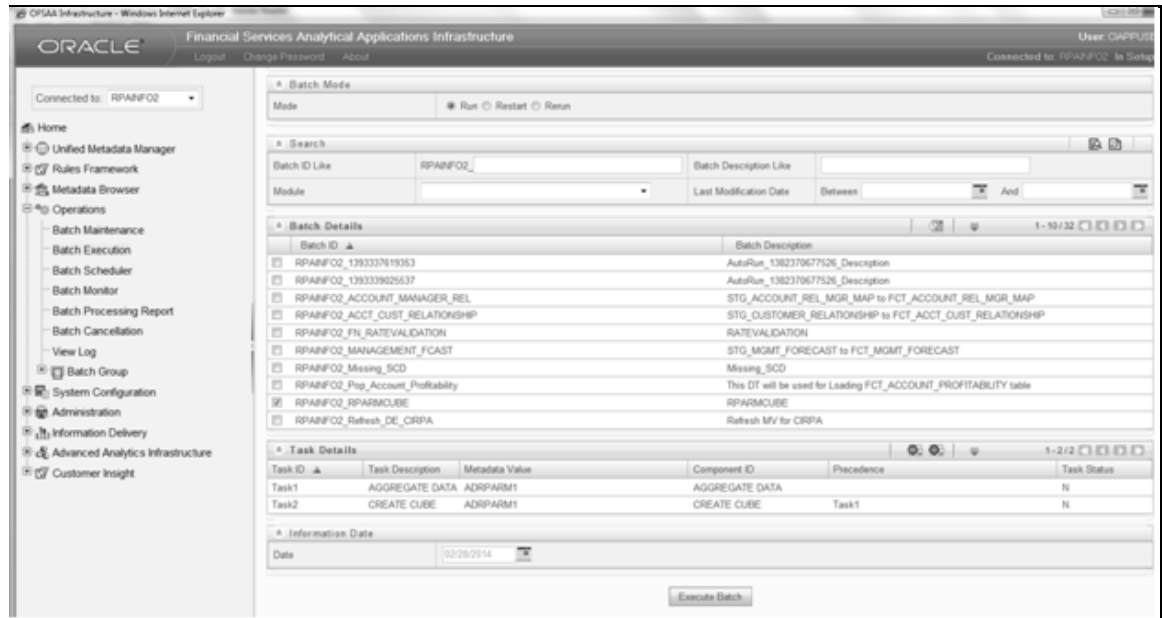 OFSAA Infrastructure - Windows Internet Explorer
ORACLE
Financial Services Analytical Applications Infrastructure
User: CIAPPUSE
Logout Change Password About
Connected to: RPAINFO2 In Setup
Connected to: RPAINFO2
Home
Unified Metadata Manager
Rules Framework
Metadata Browser
Operations
Batch Maintenance
Batch Execution
Batch Scheduler
Batch Monitor
Batch Processing Report
Batch Cancellation
View Log
Batch Group
System Configuration
Administration
Information Delivery
Advanced Analytics Infrastructure
Customer Insight
Batch Mode
Mode Run Restart Rerun
Search
Batch ID Like RPAINFO2_ Batch Description Like
Module Last Modification Date Between And
Batch Details 1-10/32
Batch ID Batch Description
RPAINFO2_1393337619353 AutoRun_1382370677526_Description
RPAINFO2_1393339025537 AutoRun_1382370677526_Description
RPAINFO2_ACCOUNT_MANAGER_REL STG_ACCOUNT_REL_MGR_MAP to FCT_ACCOUNT_REL_MGR_MAP
RPAINFO2_ACCT_CUST_RELATIONSHIP STG_CUSTOMER_RELATIONSHIP to FCT_ACCT_CUST_RELATIONSHIP
RPAINFO2_FN_RATEVALIDATION RATEVALIDATION
RPAINFO2_MANAGEMENT_FCAST STG_MGMT_FORECAST to FCT_MGMT_FORECAST
RPAINFO2_Missing_SCD Missing_SCD
RPAINFO2_Pop_Account_Profitability This DT will be used for Loading FCT_ACCOUNT_PROFITABILITY table
RPAINFO2_RPARMCUBE RPARMCUBE
RPAINFO2_Refresh_DE_CIRPA Refresh MV for CIRPA
Task Details 1-2/2
Task ID Task Description Metadata Value Component ID Precedence Task Status
Task1 AGGREGATE DATA ADRPARM1 AGGREGATE DATA N
Task2 CREATE CUBE ADRPARM1 CREATE CUBE Task1 N
Information Date
Date 02/28/2014
Execute Batch